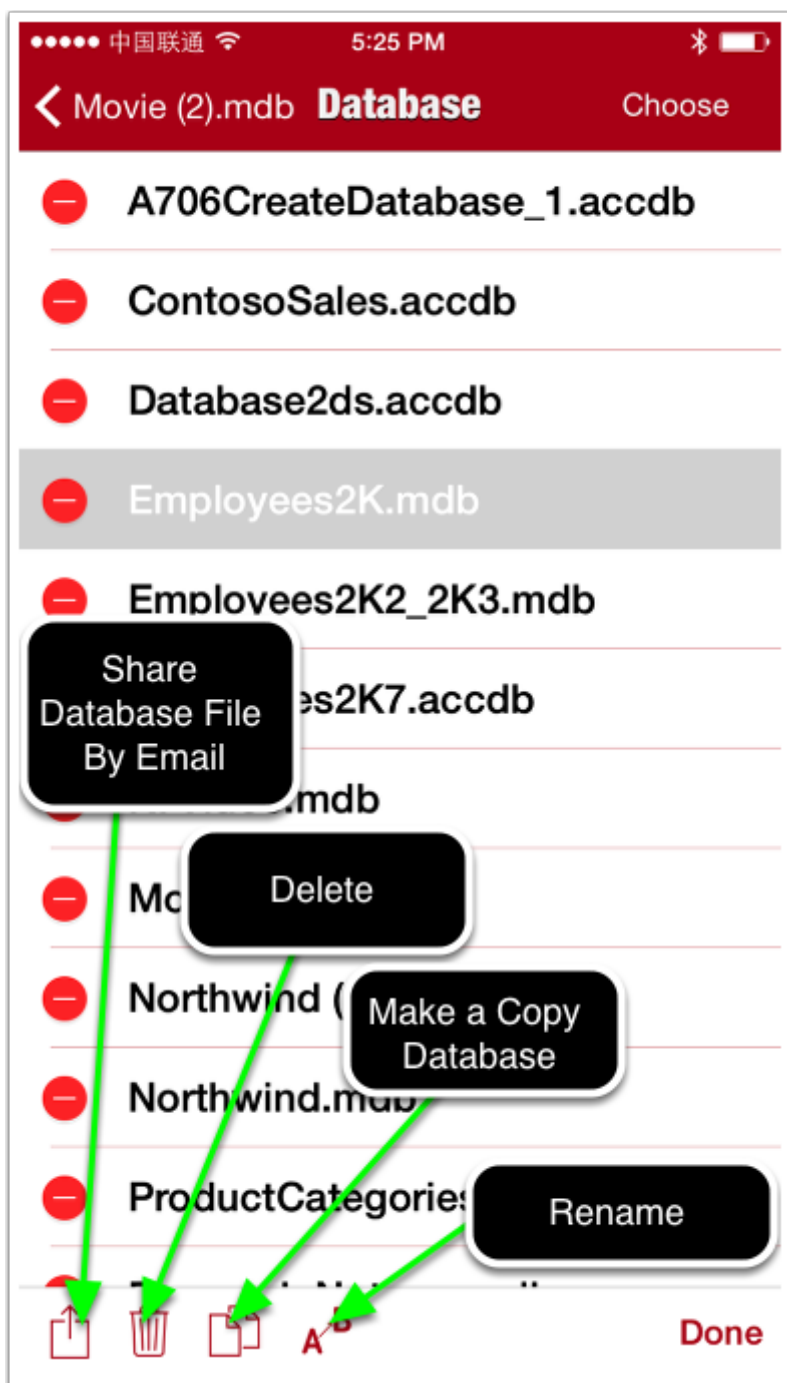 中国联通 5:25 PM
Movie (2).mdb Database Choose
A706CreateDatabase_1.accdb
ContosoSales.accdb
Database2ds.accdb
Employees2K.mdb
Employees2K2_2K3.mdb
Share
Database File
By Email
es2K7.accdb
.mdb
Delete
Northwind (
Make a Copy
Database
Northwind.mdb
ProductCategories
Rename
A B
Done